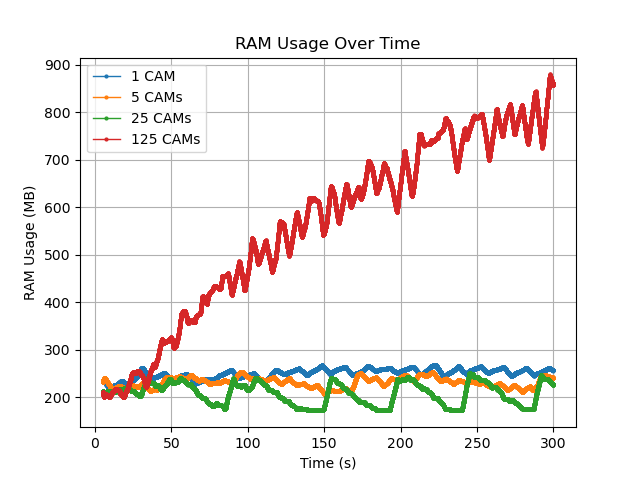 RAM Usage Over Time
900
800
700
600
500
400
300
200
RAM Usage (MB)
1 CAM
5 CAMs
25 CAMs
125 CAMs
0
50
100
150
200
250
300
Time (s)